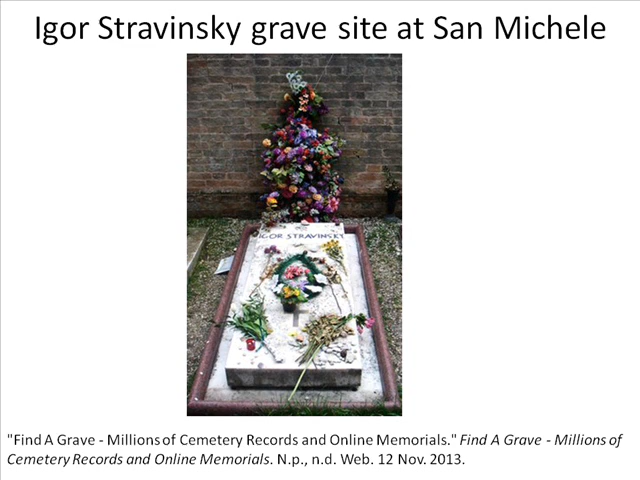 Igor Stravinsky grave site at San Michele
IGOR STRAVINSKY
"Find A Grave - Millions of Cemetery Records and Online Memorials." Find A Grave - Millions of
Cemetery Records and Online Memorials. N.p., n.d. Web. 12 Nov. 2013.